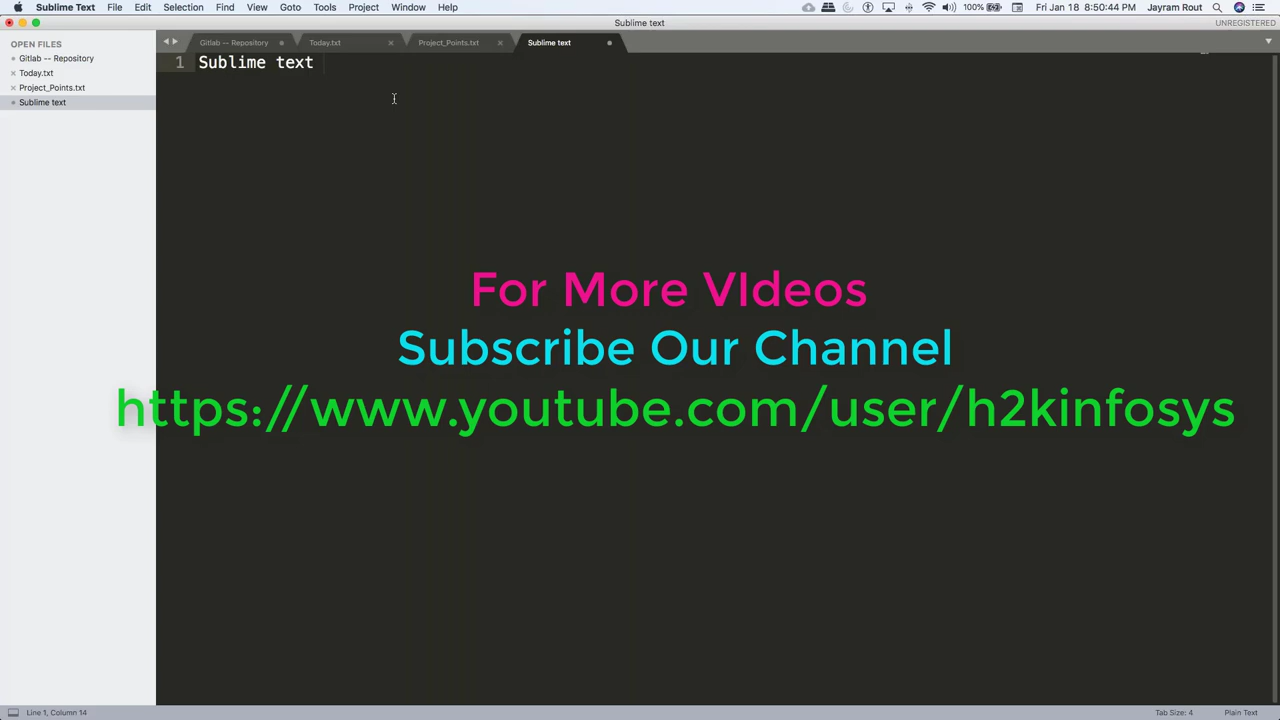 Sublime Text File Edit Selection Find View Goto Tools Project Window Help 100% Fri Jan 18 8:50:44 PM Jayram Rout
Sublime text UNREGISTERED
OPEN FILES
Gitlab -- Repository
Today.txt
Project_Points.txt
Sublime text
Gitlab -- Repository Today.txt Project_Points.txt Sublime text
1 Sublime text
For More VIdeos
Subscribe Our Channel
https://www.youtube.com/user/h2kinfosys
Line 1, Column 14 Tab Size: 4 Plain Text